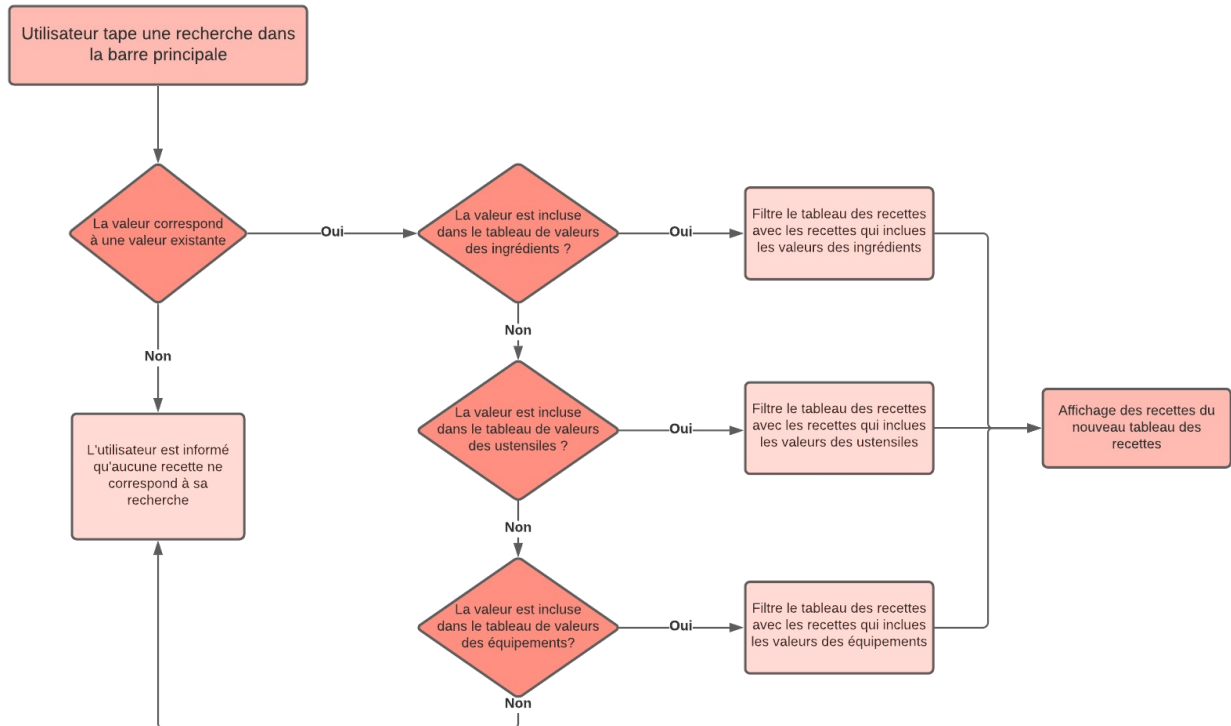 Utilisateur tape une recherche dans
la barre principale
La valeur correspond
à une valeur existante
Oui
La valeur est incluse
dans le tableau de valeurs
des ingrédients ?
Oui
Filtre le tableau des recettes
avec les recettes qui inclues
les valeurs des ingrédients
Non
Non
L'utilisateur est informé
qu'aucune recette ne
correspond à sa
recherche
La valeur est incluse
dans le tableau de valeurs
des ustensiles ?
Oui
Filtre le tableau des recettes
avec les recettes qui inclues
les valeurs des ustensiles
Affichage des recettes du
nouveau tableau des
recettes
Non
La valeur est incluse
dans le tableau de valeurs
des équipements?
Oui
Filtre le tableau des recettes
avec les recettes qui inclues
les valeurs des équipements
Non